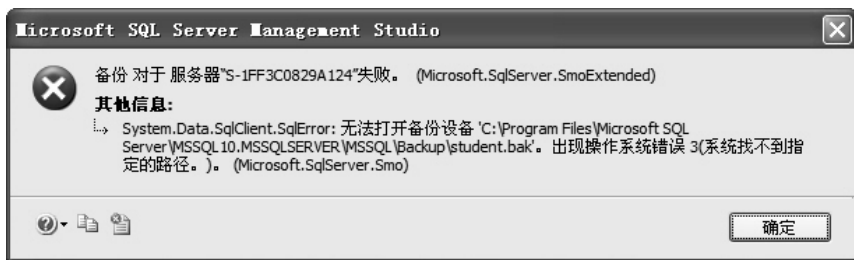 Microsoft SQL Server Management Studio
备份 对于 服务器"S-1FF3C0829A124"失败。 (Microsoft.SqlServer.SmoExtended)
其他信息:
System.Data.SqlClient.SqlError: 无法打开备份设备 'C:\Program Files\Microsoft SQL
Server\MSSQL10.MSSQLSERVER\MSSQL\Backup\student.bak'。出现操作系统错误 3(系统找不到指
定的路径。)。 (Microsoft.SqlServer.Smo)
确定